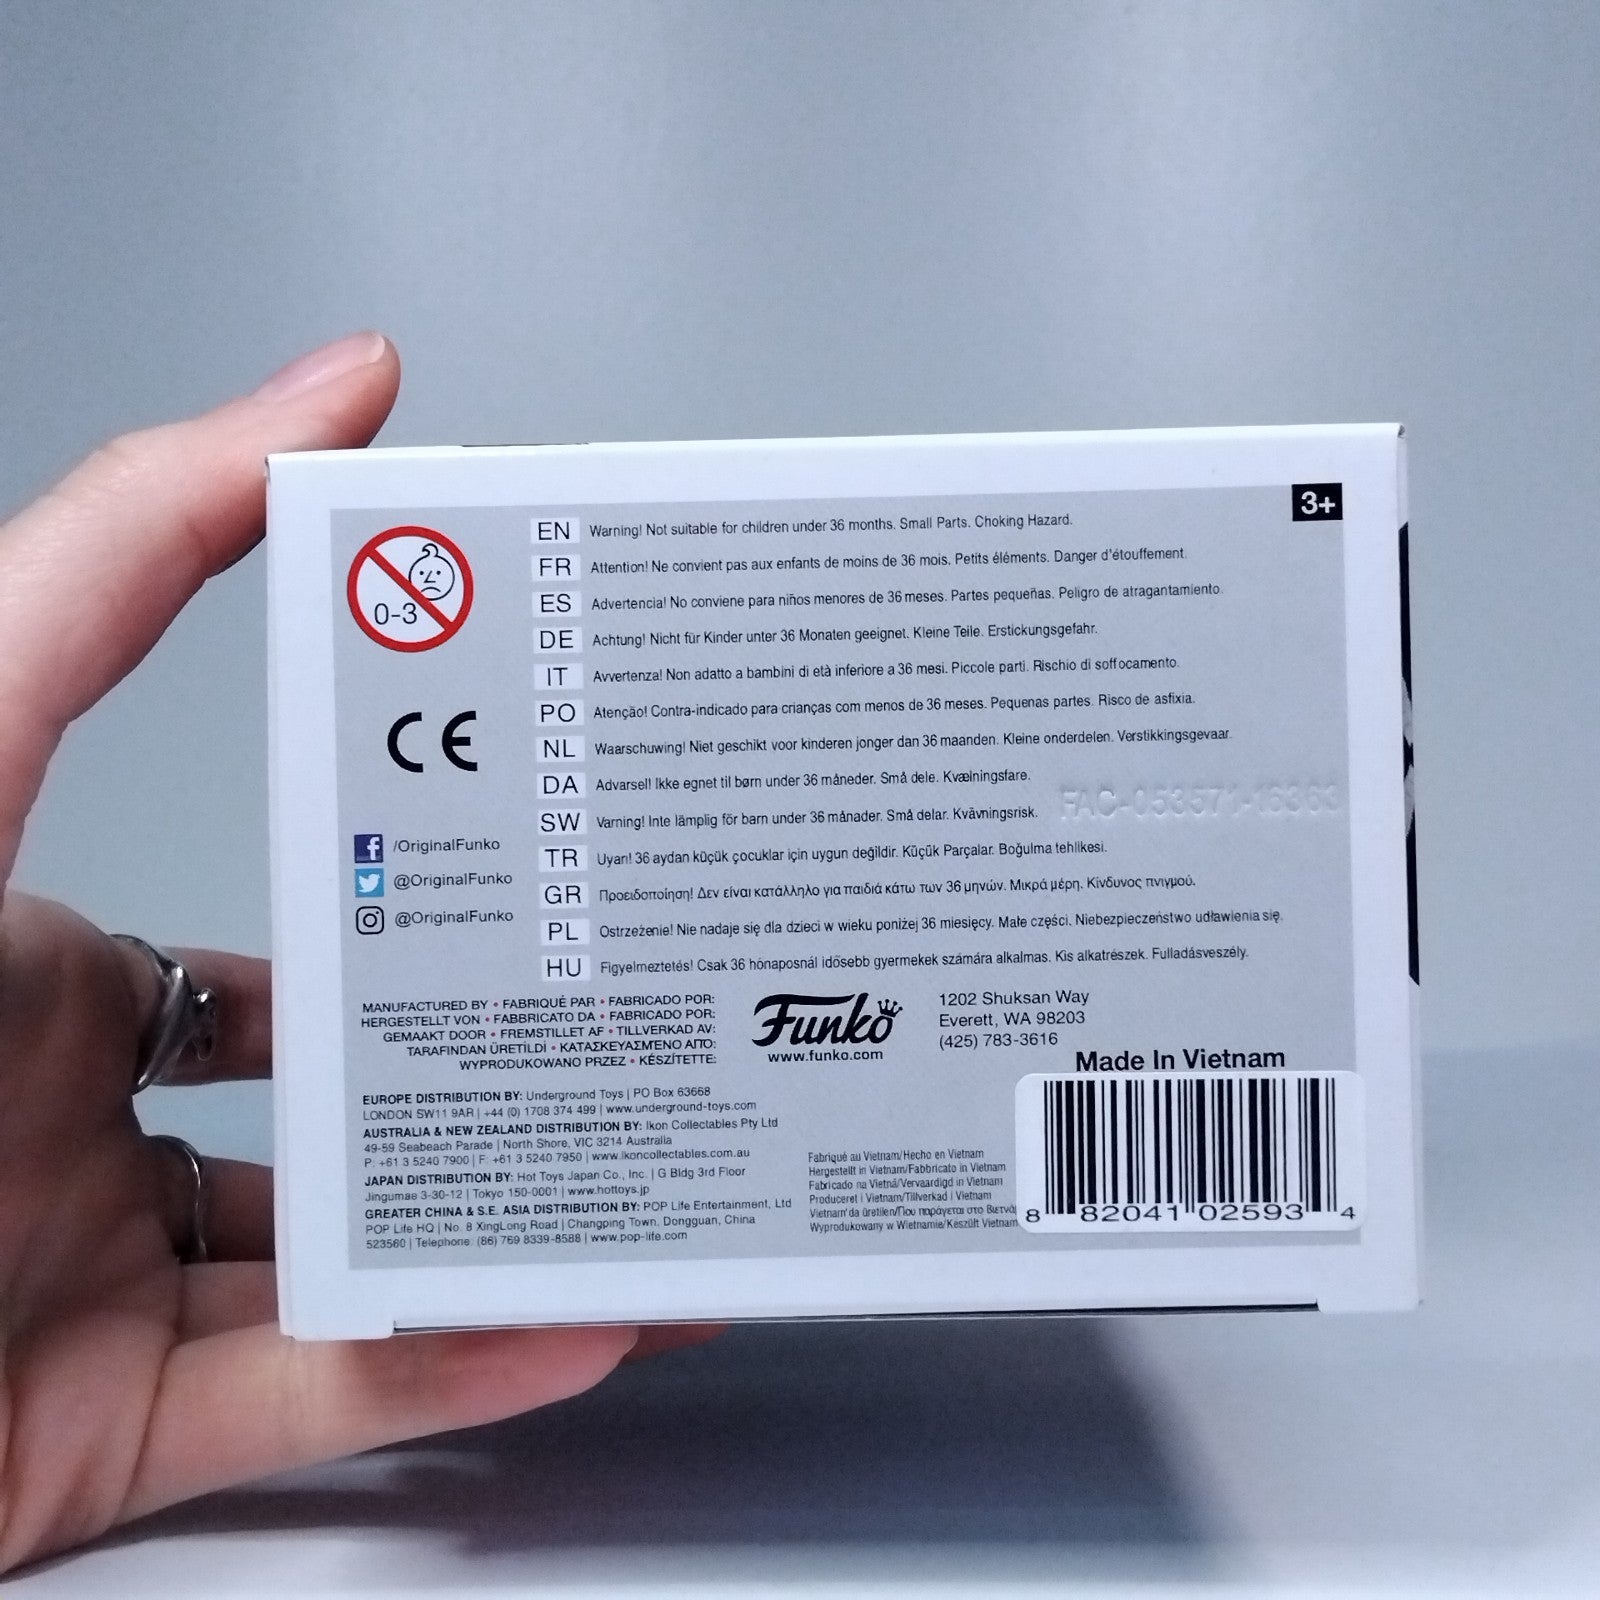 3+
0-3
EN Warning! Not suitable for children under 36 months. Small Parts. Choking Hazard.
FR Attention! Ne convient pas aux enfants de moins de 36 mois. Petits éléments. Danger d'étouffement.
ES Advertencia! No conviene para niños menores de 36 meses. Partes pequeñas. Peligro de atragantamiento.
DE Achtung! Nicht für Kinder unter 36 Monaten geeignet. Kleine Teile. Erstickungsgefahr.
IT Avvertenza! Non adatto a bambini di età inferiore a 36 mesi. Piccole parti. Rischio di soffocamento.
PO Atenção! Contra-indicado para crianças com menos de 36 meses. Pequenas partes. Risco de asfixia.
NL Waarschuwing! Niet geschikt voor kinderen jonger dan 36 maanden. Kleine onderdelen. Verstikkingsgevaar.
DA Advarsel! Ikke egnet til børn under 36 måneder. Små dele. Kvælningsfare.
SW Varning! Inte lämplig för barn under 36 månader. Små delar. Kvävningsrisk.
TR Uyarı! 36 aydan küçük çocuklar için uygun değildir. Küçük Parçalar. Boğulma tehlikesi.
GR Προειδοποίηση! Δεν είναι κατάλληλο για παιδιά κάτω των 36 μηνών. Μικρά μέρη. Κίνδυνος πνιγμού.
PL Ostrzeżenie! Nie nadaje się dla dzieci w wieku poniżej 36 miesięcy. Małe części. Niebezpieczeństwo udławienia się.
HU Figyelmeztetés! Csak 36 hónaposnál idősebb gyermekek számára alkalmas. Kis alkatrészek. Fulladásveszély.
CE
FAC-053571-16363
/OriginalFunko
@OriginalFunko
@OriginalFunko
MANUFACTURED BY • FABRIQUÉ PAR • FABRICADO POR:
HERGESTELLT VON • FABBRICATO DA • FABRICADO POR:
GEMAAKT DOOR • FREMSTILLET AF • TILLVERKAD AV:
TARAFINDAN ÜRETİLDİ • ΚΑΤΑΣΚΕΥΑΣΜΕΝΟ ΑΠΟ:
WYPRODUKOWANO PRZEZ • KÉSZÍTETTE:
Funko
www.funko.com
1202 Shuksan Way
Everett, WA 98203
(425) 783-3616
Made In Vietnam
EUROPE DISTRIBUTION BY: Underground Toys | PO Box 63668
LONDON SW11 9AR | +44 (0) 1708 374 499 | www.underground-toys.com
AUSTRALIA & NEW ZEALAND DISTRIBUTION BY: Ikon Collectables Pty Ltd
49-59 Seabeach Parade | North Shore, VIC 3214 Australia
P: +61 3 5240 7900 | F: +61 3 5240 7950 | www.ikoncollectables.com.au
JAPAN DISTRIBUTION BY: Hot Toys Japan Co., Inc. | G Bldg 3rd Floor
Jingumae 3-30-12 | Tokyo 150-0001 | www.hottoys.jp
GREATER CHINA & S.E. ASIA DISTRIBUTION BY: POP Life Entertainment, Ltd
POP Life HQ | No. 8 XingLong Road | Changping Town, Dongguan, China
523560 | Telephone: (86) 769 8339-8588 | www.pop-life.com
Fabriqué au Vietnam/Hecho en Vietnam
Hergestellt in Vietnam/Fabbricato in Vietnam
Fabricado na Vietnã/Vervaardigd in Vietnam
Produceret i Vietnam/Tillverkad i Vietnam
Vietnam'da üretilen/Που παράγεται στο Βιετνά
Wyprodukowany w Wietnamie/Készült Vietnam
8 82041 02593 4